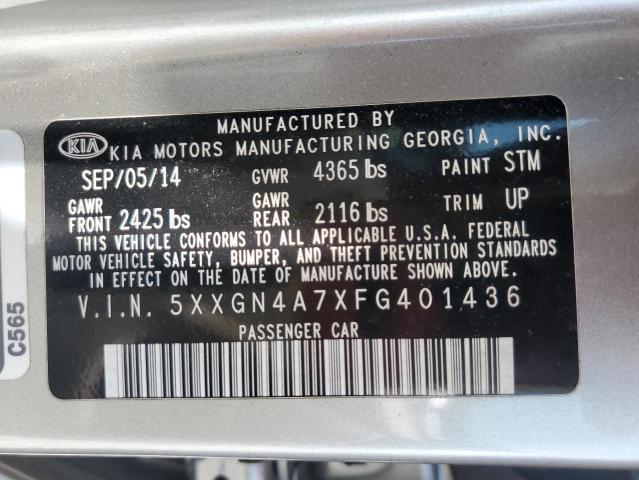 MANUFACTURED BY
KIA KIA MOTORS MANUFACTURING GEORGIA, INC.
SEP/05/14 GVWR 4365 lbs PAINT STM
GAWR FRONT 2425 lbs GAWR REAR 2116 lbs TRIM UP
THIS VEHICLE CONFORMS TO ALL APPLICABLE U.S.A. FEDERAL
MOTOR VEHICLE SAFETY, BUMPER, AND THEFT PREVENTION STANDARDS
IN EFFECT ON THE DATE OF MANUFACTURE SHOWN ABOVE.
V.I.N. 5XXGN4A7XFG401436
PASSENGER CAR
C565